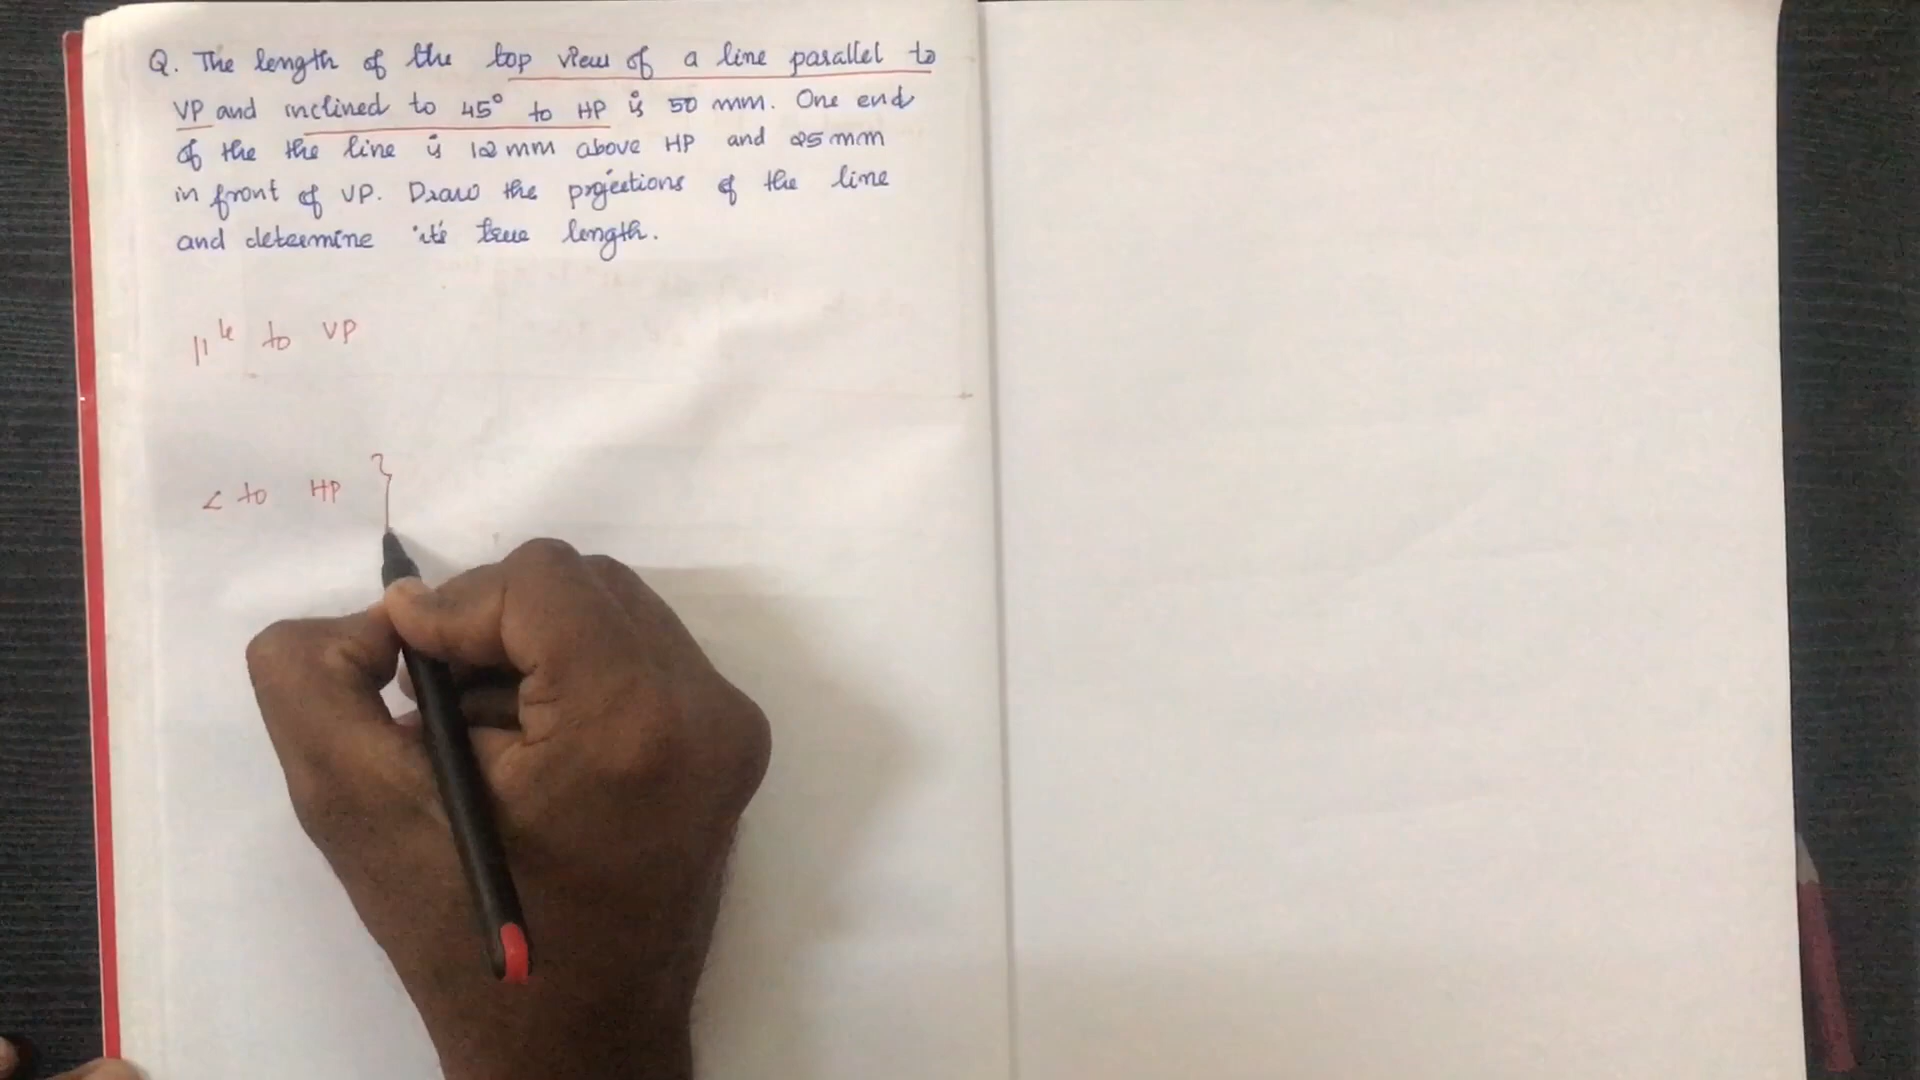 Q. The length of the top view of a line parallel to
VP and inclined to 45° to HP is 50 mm. One end
of the the line is 12 mm above HP and 25 mm
in front of VP. Draw the projections of the line
and determine it's true length.
||le to VP
∠ to HP }